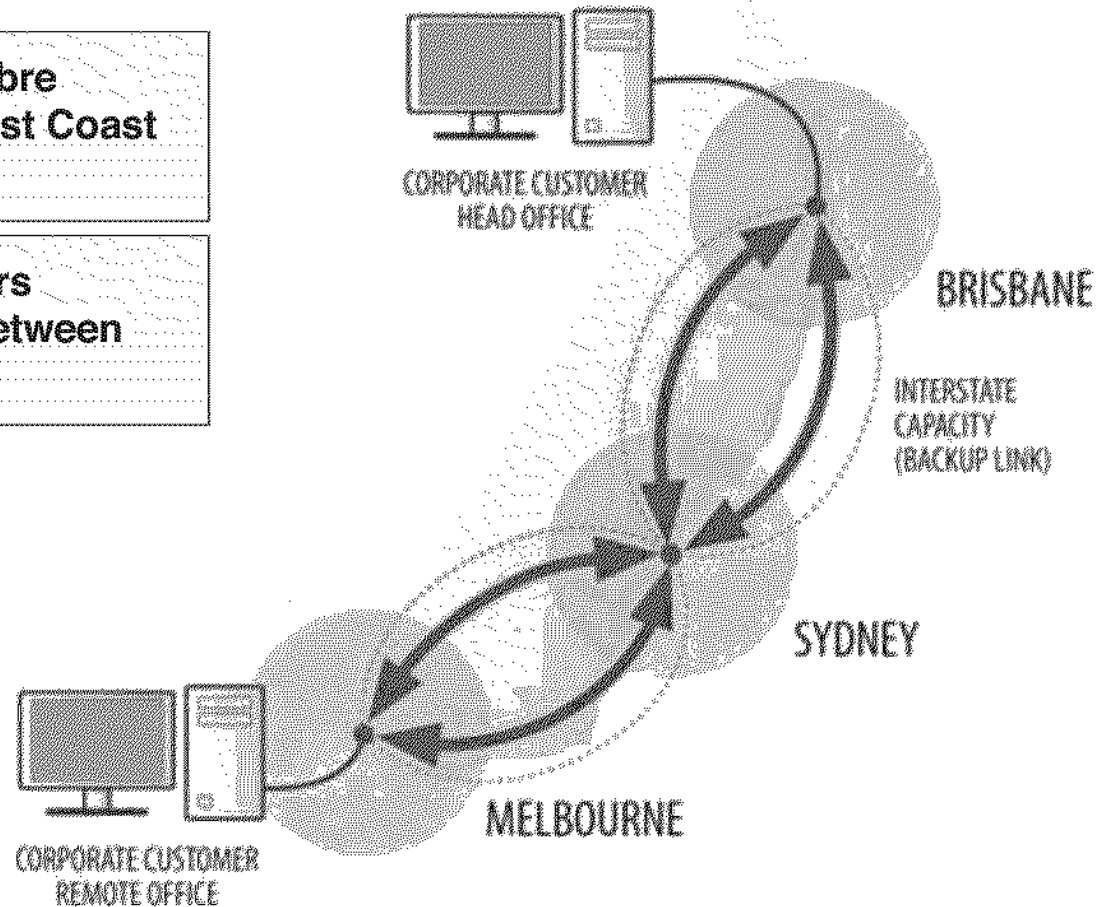 bre
st Coast
rs
etween
CORPORATE CUSTOMER
HEAD OFFICE
BRISBANE
INTERSTATE
CAPACITY
(BACKUP LINK)
SYDNEY
MELBOURNE
CORPORATE CUSTOMER
REMOTE OFFICE